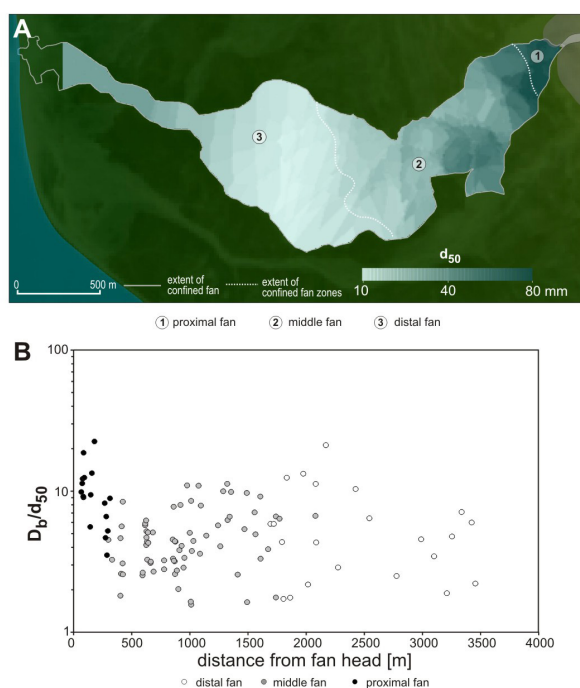 A
1
3
2
d50
extent of confined fan
extent of confined fan zones
0 500 m
10 40 80 mm
1 proximal fan 2 middle fan 3 distal fan
B
100
10
1
Db/d50
0 500 1000 1500 2000 2500 3000 3500 4000
distance from fan head [m]
distal fan middle fan proximal fan